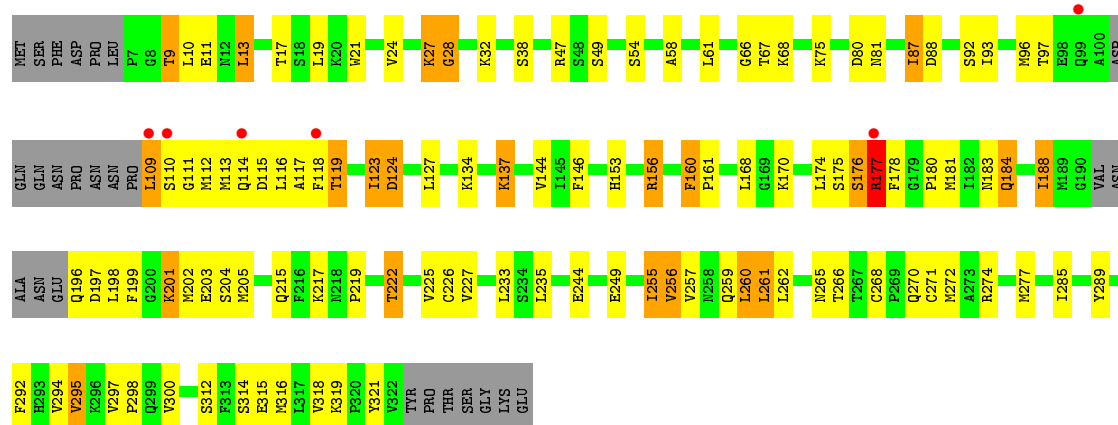 MET SER PHE ASP PRO LEU P7 G8 T9 L10 E11 N12 L13 T17 S18 L19 K20 W21 V24 K27 G28 K32 S38 R47 S48 S49 S54 A58 L61 G66 T67 K68 K75 D80 N81 I87 D88 S92 I93 M96 T97 E98 Q99 A100 ASP
GLN GLN ASN PRO ASN ASN PRO L109 S110 G111 M112 M113 Q114 D115 L116 A117 F118 T119 I123 D124 L127 K134 K137 V144 I145 F146 H153 R156 F160 P161 L168 G169 K170 L174 S175 S176 R177 F178 G179 P180 M181 I182 N183 Q184 I188 M189 G190 VAL ASN
ALA ASN GLU Q196 D197 L198 F199 G200 K201 M202 E203 S204 M205 Q215 F216 K217 N218 P219 T222 V225 C226 V227 L233 S234 L235 E244 E249 I255 V256 V257 N258 Q259 L260 L261 L262 N265 T266 T267 C268 P269 Q270 C271 M272 A273 R274 M277 I285 Y289
F292 H293 V294 V295 K296 V297 P298 Q299 V300 S312 F313 S314 E315 M316 L317 V318 K319 P320 Y321 V322 TYR PRO THR SER GLY LYS GLU